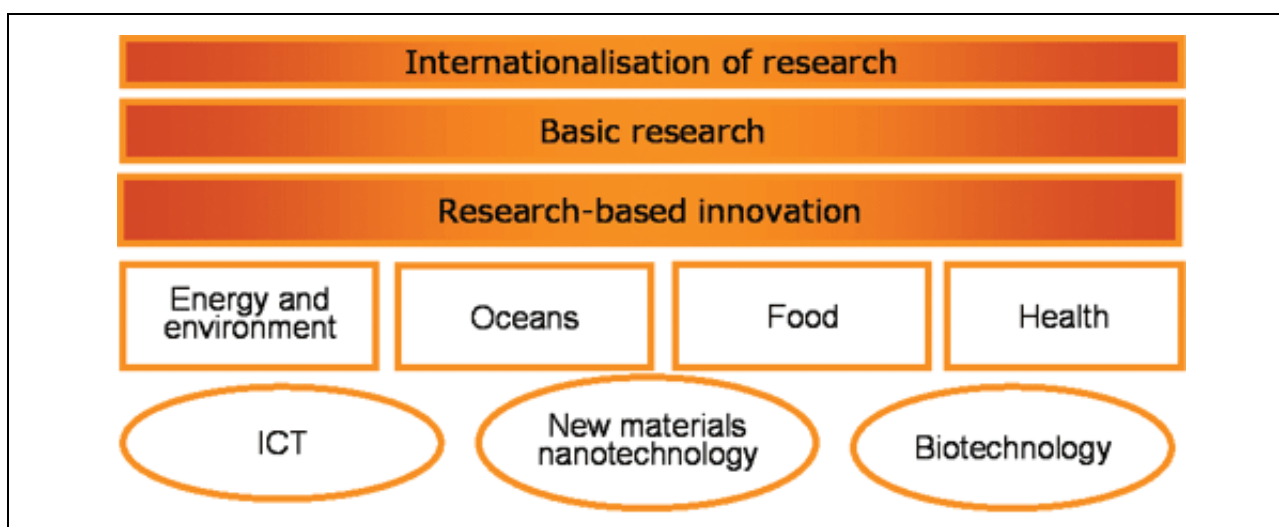 Internationalisation of research
Basic research
Research-based innovation
Energy and
environment
Oceans
Food
Health
ICT
New materials
nanotechnology
Biotechnology